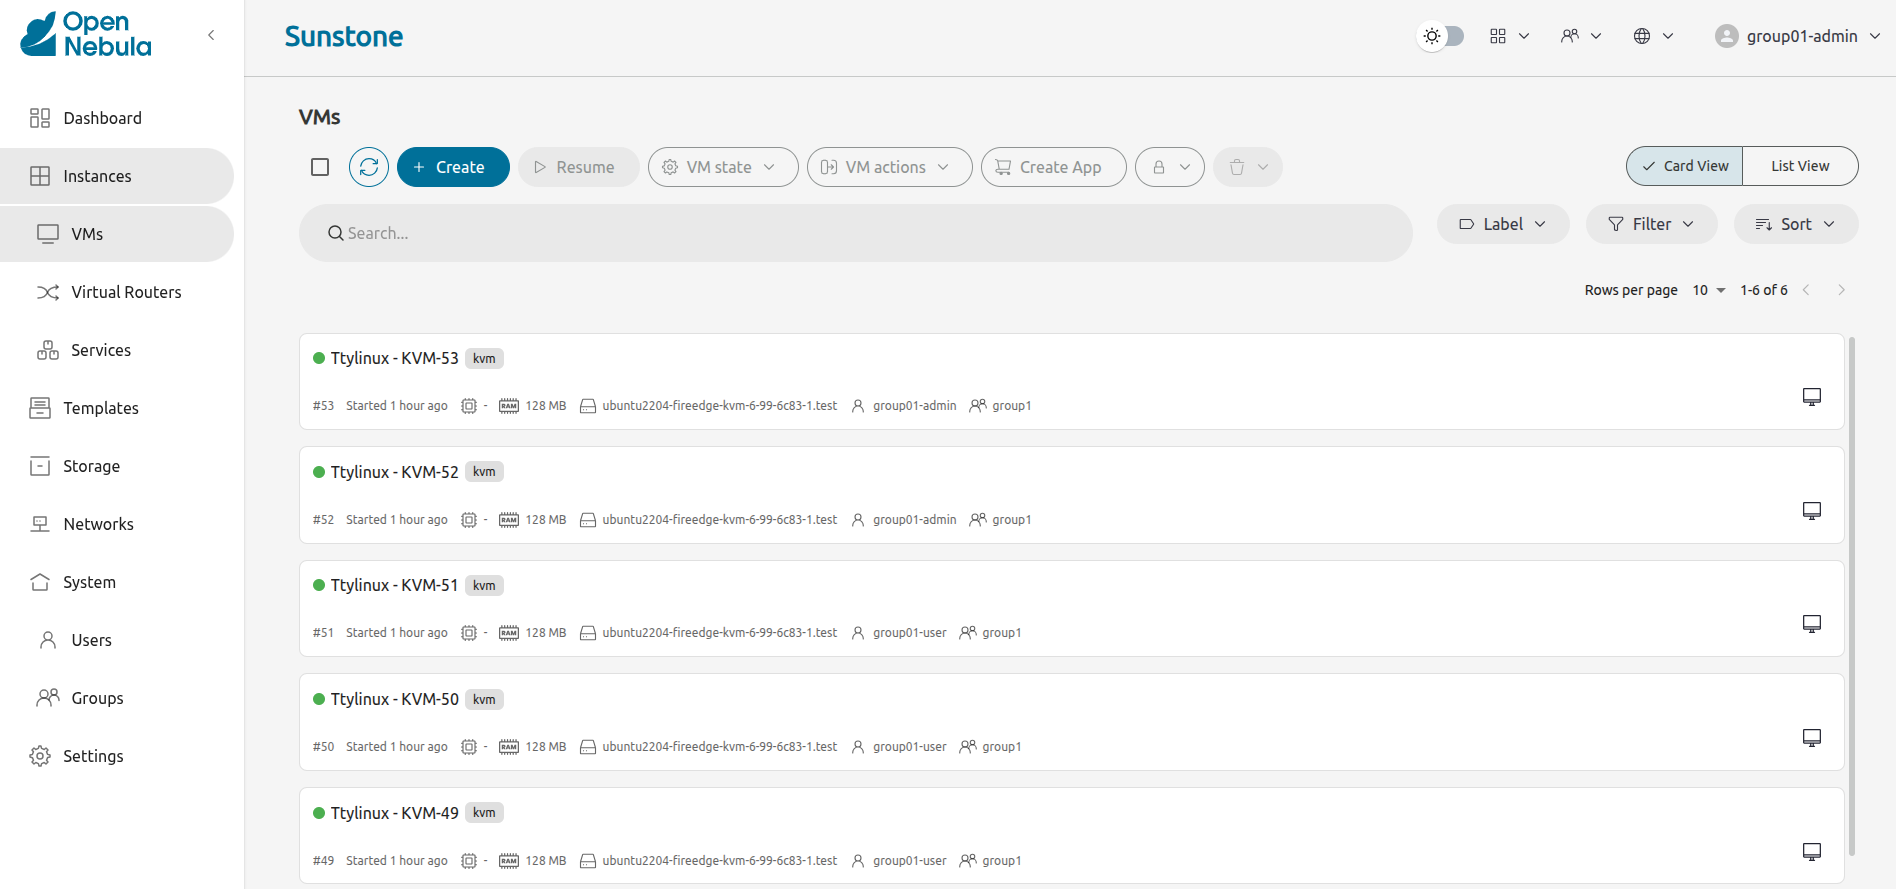 Open
Nebula
Sunstone
group01-admin
Dashboard
Instances
VMs
Virtual Routers
Services
Templates
Storage
Networks
System
Users
Groups
Settings
VMs
+ Create
Resume
VM state
VM actions
Create App
Card View
List View
Search...
Label
Filter
Sort
Rows per page 10 1-6 of 6
Ttylinux - KVM-53 kvm
#53 Started 1 hour ago - RAM 128 MB ubuntu2204-fireedge-kvm-6-99-6c83-1.test group01-admin group1
Ttylinux - KVM-52 kvm
#52 Started 1 hour ago - RAM 128 MB ubuntu2204-fireedge-kvm-6-99-6c83-1.test group01-admin group1
Ttylinux - KVM-51 kvm
#51 Started 1 hour ago - RAM 128 MB ubuntu2204-fireedge-kvm-6-99-6c83-1.test group01-user group1
Ttylinux - KVM-50 kvm
#50 Started 1 hour ago - RAM 128 MB ubuntu2204-fireedge-kvm-6-99-6c83-1.test group01-user group1
Ttylinux - KVM-49 kvm
#49 Started 1 hour ago - RAM 128 MB ubuntu2204-fireedge-kvm-6-99-6c83-1.test group01-user group1